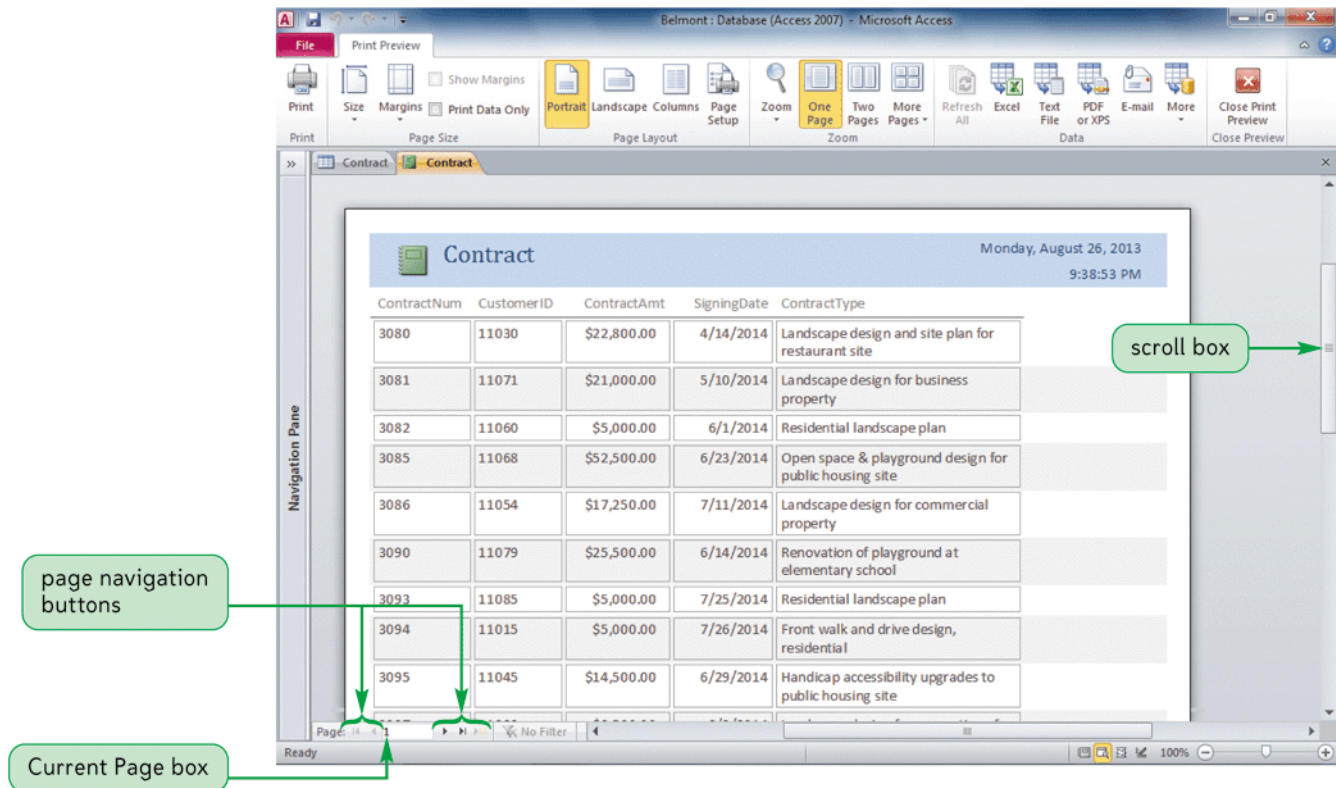 Belmont : Database (Access 2007) - Microsoft Access
File Print Preview
Print Size Margins Show Margins Print Data Only Portrait Landscape Columns Page Setup Zoom One Page Two Pages More Pages Refresh All Excel Text File PDF or XPS E-mail More Close Print Preview
Print Page Size Page Layout Zoom Data Close Preview
» Contract Contract
Navigation Pane
Contract
Monday, August 26, 2013
9:38:53 PM
ContractNum CustomerID ContractAmt SigningDate ContractType
3080 11030 $22,800.00 4/14/2014 Landscape design and site plan for
restaurant site
3081 11071 $21,000.00 5/10/2014 Landscape design for business
property
3082 11060 $5,000.00 6/1/2014 Residential landscape plan
3085 11068 $52,500.00 6/23/2014 Open space & playground design for
public housing site
3086 11054 $17,250.00 7/11/2014 Landscape design for commercial
property
3090 11079 $25,500.00 6/14/2014 Renovation of playground at
elementary school
3093 11085 $5,000.00 7/25/2014 Residential landscape plan
3094 11015 $5,000.00 7/26/2014 Front walk and drive design,
residential
3095 11045 $14,500.00 6/29/2014 Handicap accessibility upgrades to
public housing site
scroll box
page navigation
buttons
Page: 1 No Filter
Current Page box
Ready 100%